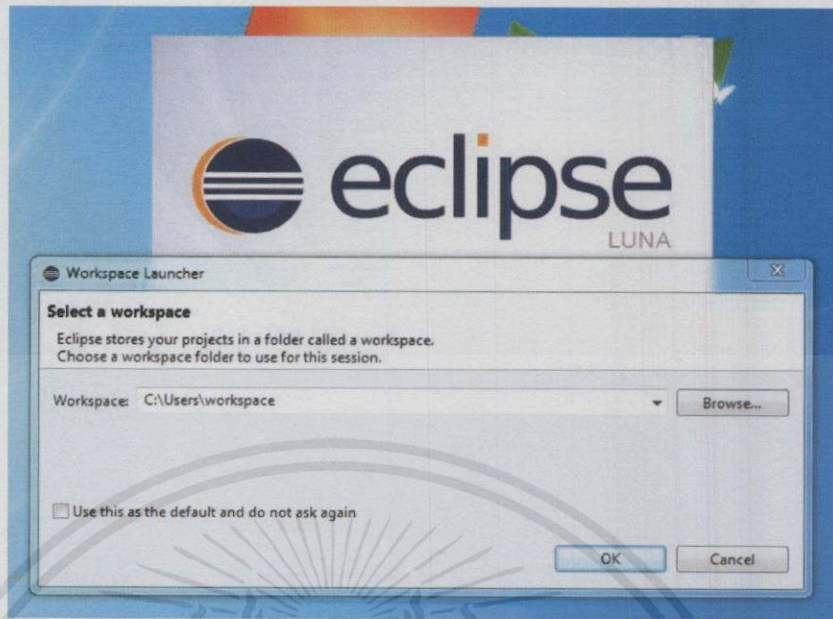 eclipse
LUNA
Workspace Launcher
Select a workspace
Eclipse stores your projects in a folder called a workspace.
Choose a workspace folder to use for this session.
Workspace: C:\Users\workspace
Browse...
Use this as the default and do not ask again
OK
Cancel